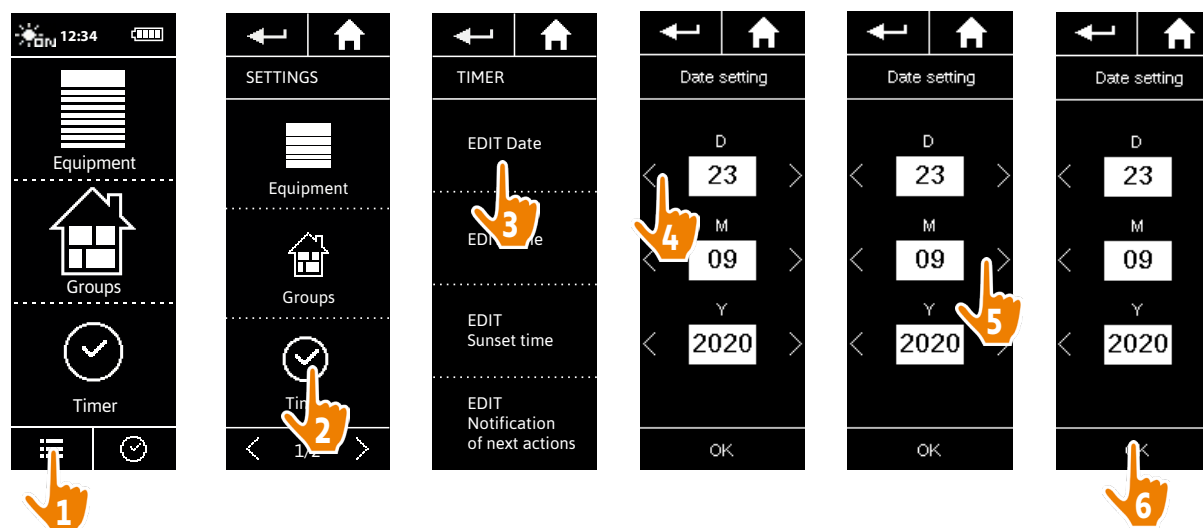 ON 12:34
Equipment
Groups
Timer
1
SETTINGS
Equipment
Groups
2
TIMER
EDIT Date
EDIT
EDIT
Sunset time
EDIT
Notification
of next actions
3
Date setting
D
23
M
09
Y
2020
OK
4
Date setting
D
23
M
09
Y
2020
OK
5
Date setting
D
23
M
09
Y
2020
6